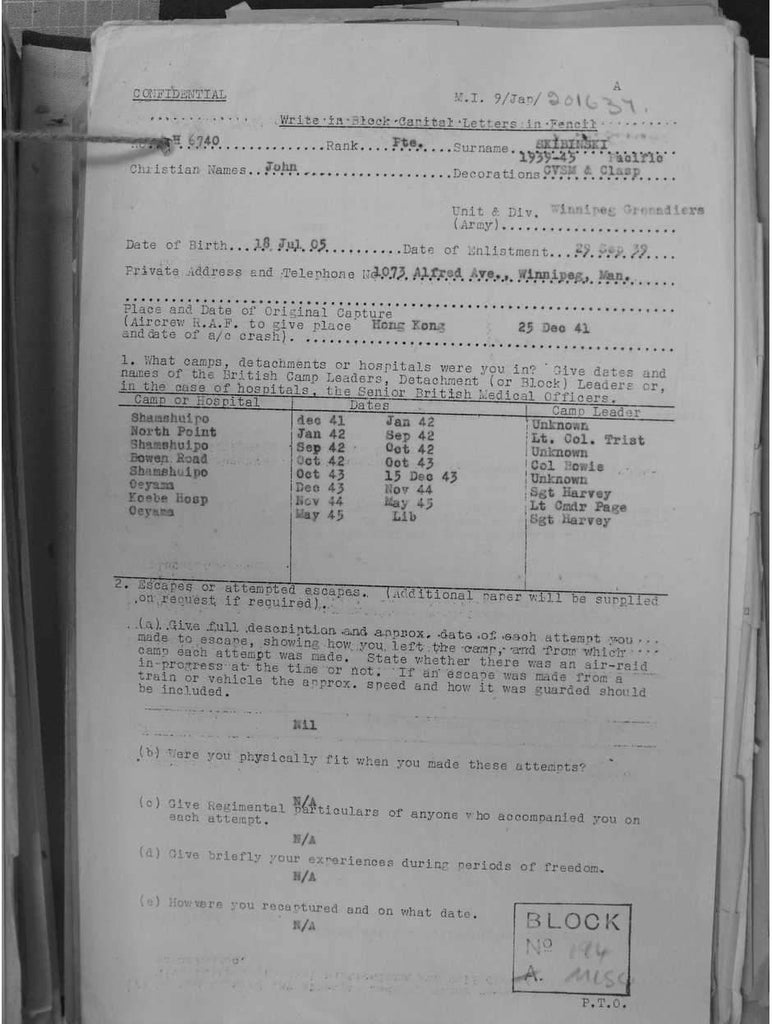 A
CONFIDENTIAL M.I. 9/Jap/ 201637.
Write in Block Capital Letters in Pencil
H 6740 Rank.... Pte. ..Surname. SKIBINSKI
1939-45 Pacific
Christian Names.. John ....Decorations CVSM & Clasp
Unit & Div. Winnipeg Grenadiers
(Army)
Date of Birth... 18 Jul 05 ....Date of Enlistment... 29 Sep 39
Private Address and Telephone No 1073 Alfred Ave., Winnipeg, Man.
Place and Date of Original Capture
(Aircrew R.A.F. to give place Hong Kong 25 Dec 41
and date of a/c crash).
1. What camps, detachments or hospitals were you in? Give dates and
names of the British Camp Leaders, Detachment (or Block) Leaders or,
in the case of hospitals, the Senior British Medical Officers.
Camp or Hospital Dates Camp Leader
Shamshuipo dec 41 Jan 42 Unknown
North Point Jan 42 Sep 42 Lt. Col. Trist
Shamshuipo Sep 42 Oct 42 Unknown
Bowen Road Oct 42 Oct 43 Col Bowie
Shamshuipo Oct 43 15 Dec 43 Unknown
Oeyama Dec 43 Nov 44 Sgt Harvey
Koebe Hosp Nov 44 May 45 Lt Cmdr Page
Oeyama May 45 Lib Sgt Harvey
2. Escapes or attempted escapes. (Additional paper will be supplied
on request if required).
(a) Give full description and approx. date of each attempt you
made to escape, showing how you left the camp, and from which
camp each attempt was made. State whether there was an air-raid
in-progress at the time or not. If an escape was made from a
train or vehicle the approx. speed and how it was guarded should
be included.
Nil
(b) Were you physically fit when you made these attempts?
N/A
(c) Give Regimental particulars of anyone who accompanied you on
each attempt.
N/A
(d) Give briefly your experiences during periods of freedom.
N/A
(e) How were you recaptured and on what date.
N/A
BLOCK
No 194
A. MISC
P.T.O.